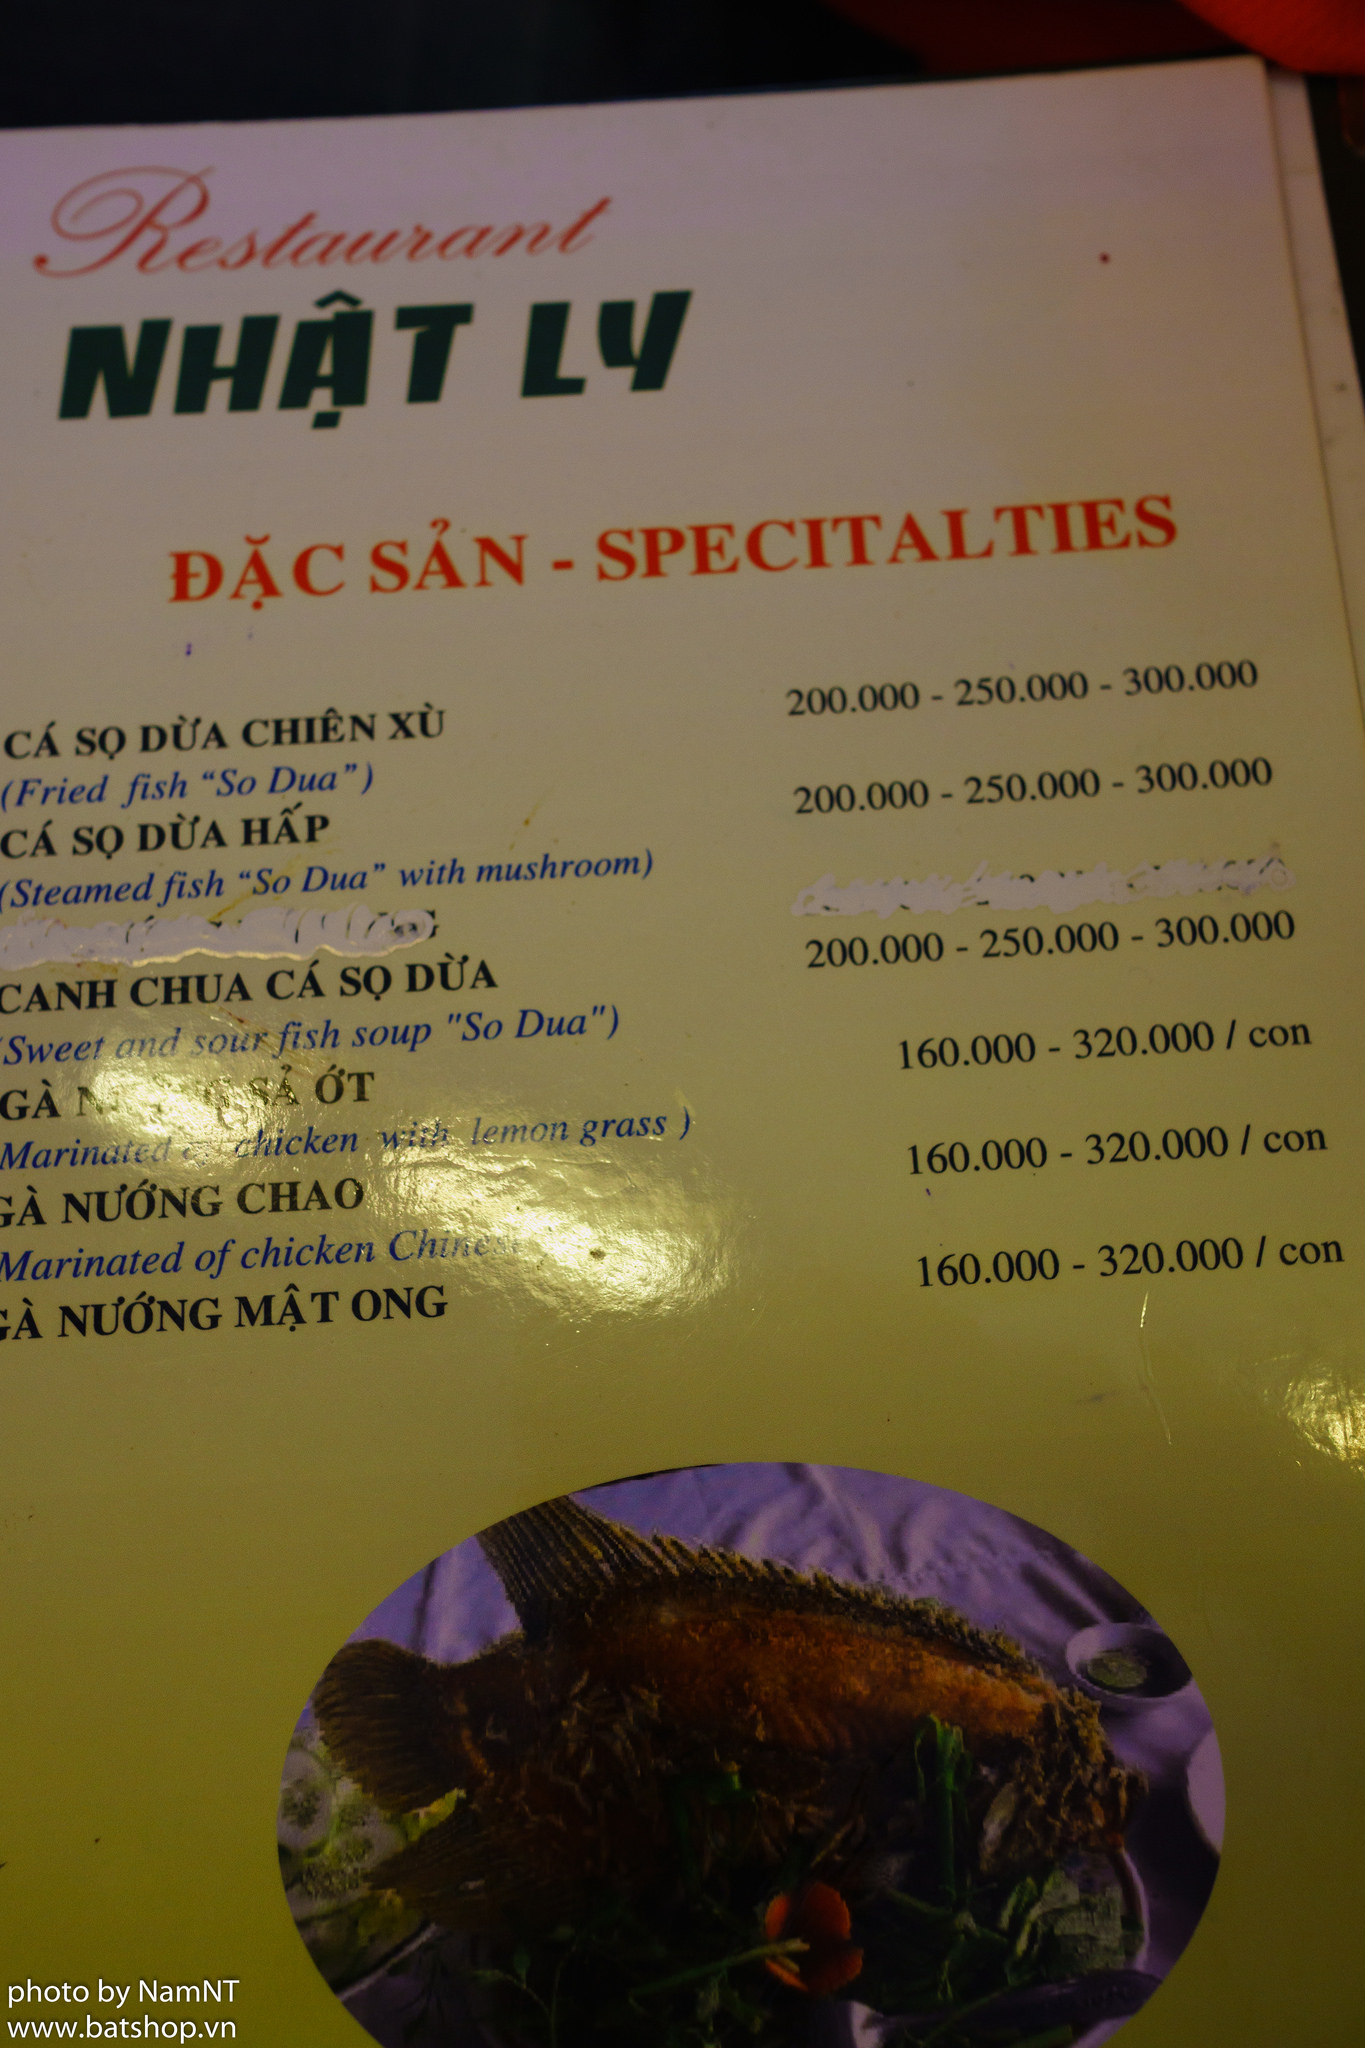 Restaurant
NHẬT LY
ĐẶC SẢN - SPECITALTIES
CÁ SỌ DỪA CHIÊN XÙ 200.000 - 250.000 - 300.000
(Fried fish “So Dua”)
CÁ SỌ DỪA HẤP 200.000 - 250.000 - 300.000
(Steamed fish “So Dua” with mushroom)
CANH CHUA CÁ SỌ DỪA 200.000 - 250.000 - 300.000
(Sweet and sour fish soup "So Dua")
GÀ SẢ ỚT 160.000 - 320.000 / con
Marinated chicken with lemon grass )
GÀ NƯỚNG CHAO 160.000 - 320.000 / con
Marinated of chicken Chinese
GÀ NƯỚNG MẬT ONG 160.000 - 320.000 / con
photo by NamNT
www.batshop.vn